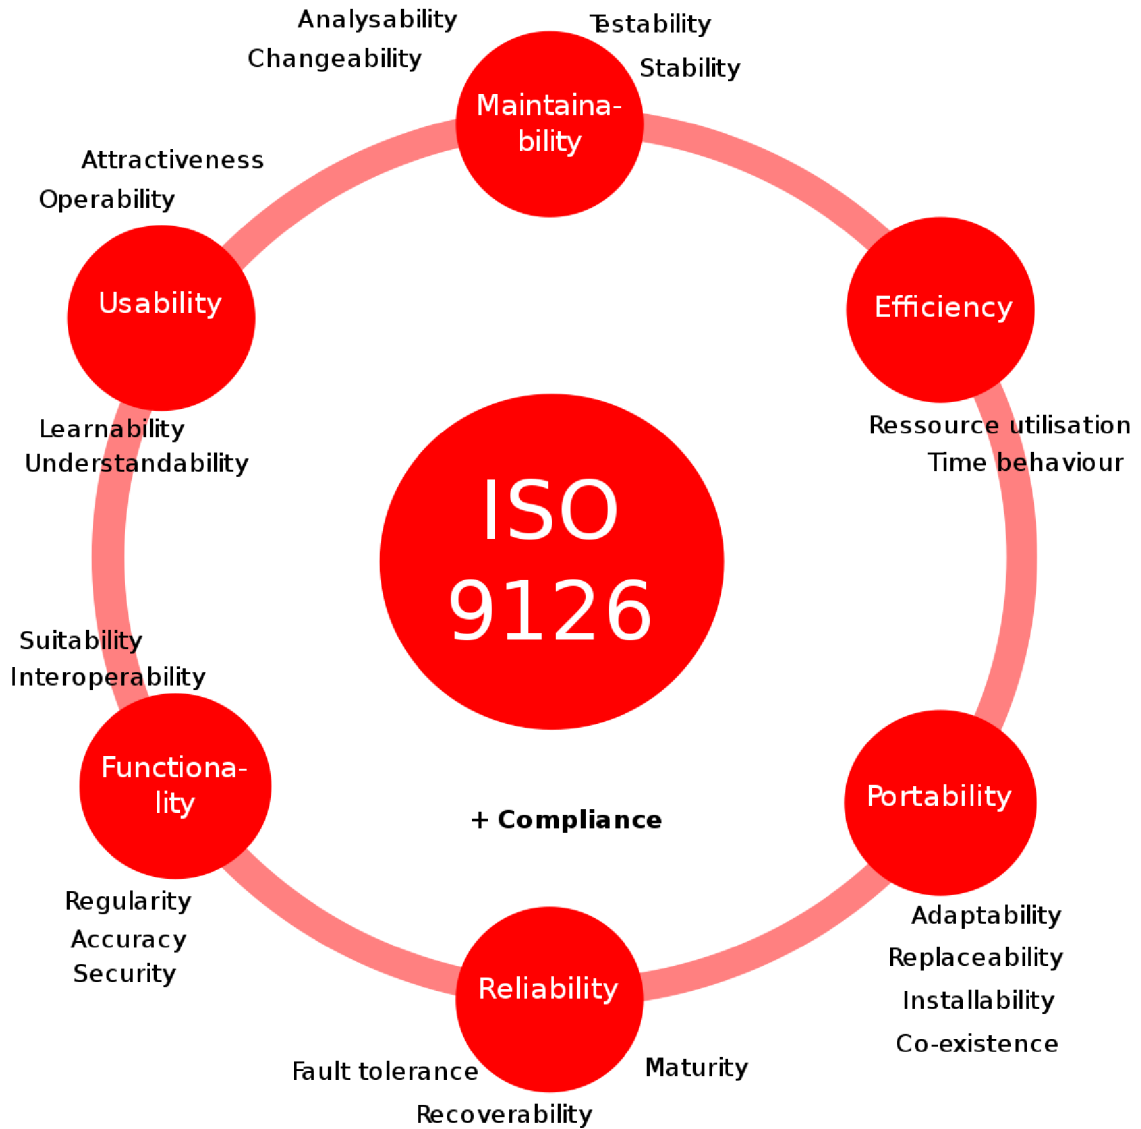 Analysability
Testability
Changeability
Stability
Maintaina-
bility
Attractiveness
Operability
Usability
Efficiency
Learnability
Understandability
Ressource utilisation
Time behaviour
ISO
9126
Suitability
Interoperability
Functiona-
lity
Portability
+ Compliance
Regularity
Accuracy
Security
Adaptability
Replaceability
Installability
Co-existence
Reliability
Fault tolerance
Maturity
Recoverability